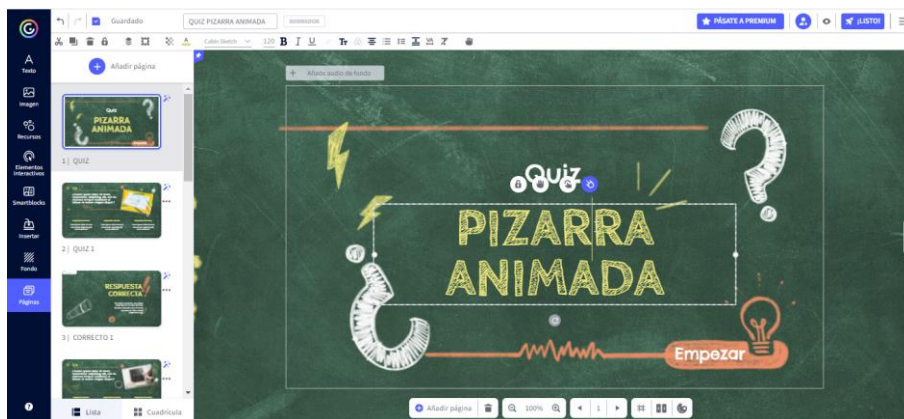 Guardado
QUIZ PIZARRA ANIMADA
BORRADOR
PÁSATE A PREMIUM
¡LISTO!
Cabin Sketch
120
B I U
Añadir página
Añade audio de fondo
Texto
Imagen
Recursos
Elementos
interactivos
Smartblocks
Insertar
Fondo
Páginas
Quiz
PIZARRA
ANIMADA
Empezar
1 | QUIZ
2 | QUIZ 1
RESPUESTA
CORRECTA
3 | CORRECTO 1
Lista
Cuadrícula
Quiz
PIZARRA
ANIMADA
Empezar
Añadir página
100%
1